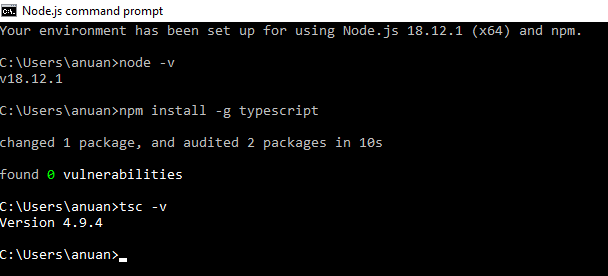 Node.js command prompt
Your environment has been set up for using Node.js 18.12.1 (x64) and npm.
C:\Users\anuan>node -v
v18.12.1
C:\Users\anuan>npm install -g typescript
changed 1 package, and audited 2 packages in 10s
found 0 vulnerabilities
C:\Users\anuan>tsc -v
Version 4.9.4
C:\Users\anuan>